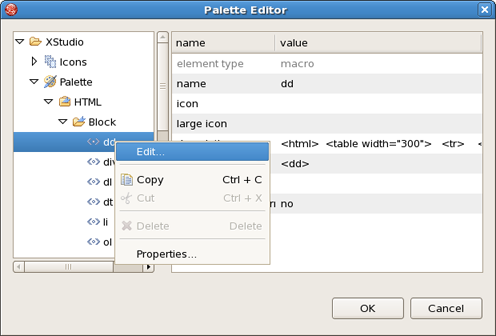 Palette Editor
XStudio
Icons
Palette
HTML
Block
dd
div
dl
dt
li
ol
name value
element type macro
name dd
icon
large icon
<html> <table width="300"> <tr> <
<dd>
no
Edit...
Copy Ctrl + C
Cut Ctrl + X
Delete Delete
Properties...
OK Cancel